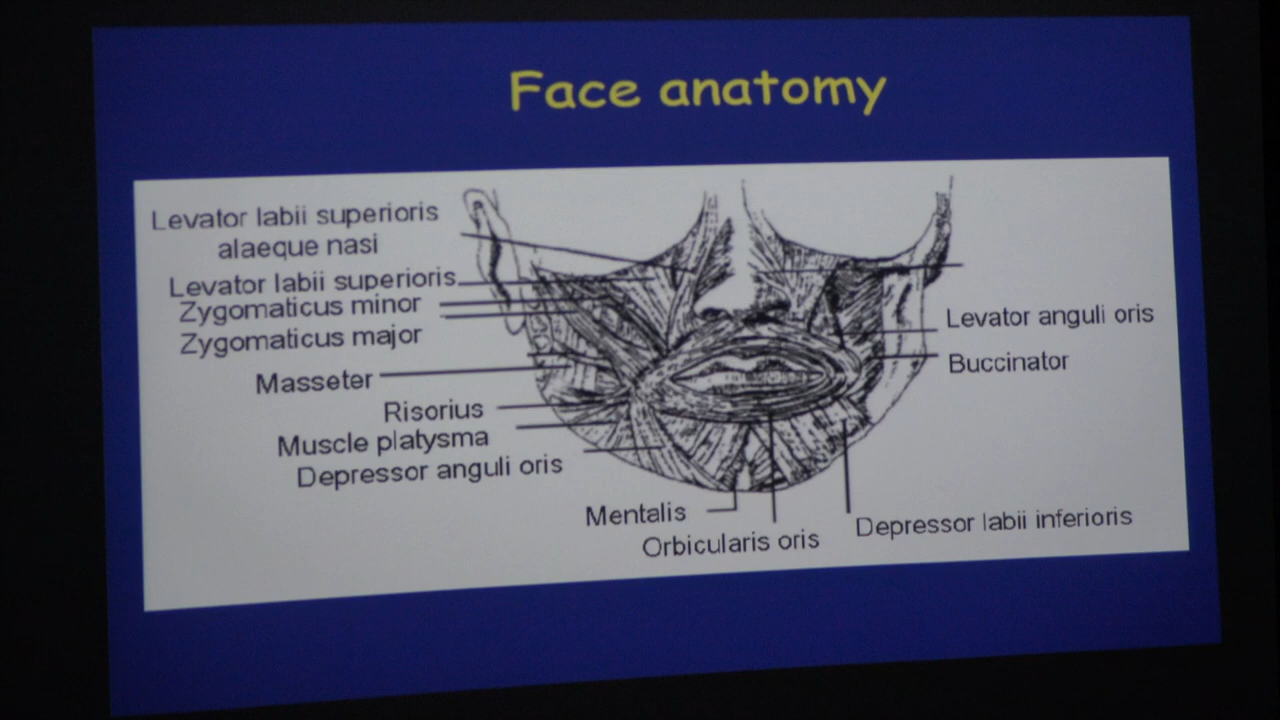 Face anatomy
Levator labii superioris
alaeque nasi
Levator labii superioris
Zygomaticus minor
Zygomaticus major
Masseter
Risorius
Muscle platysma
Depressor anguli oris
Mentalis
Orbicularis oris
Depressor labii inferioris
Levator anguli oris
Buccinator